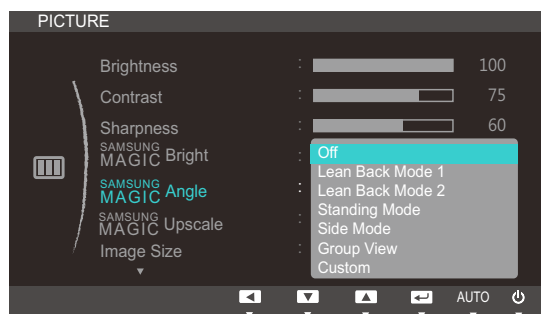 PICTURE
Brightness : 100
Contrast : 75
Sharpness : 60
SAMSUNG MAGIC Bright :
SAMSUNG MAGIC Angle :
SAMSUNG MAGIC Upscale :
Image Size :
Off
Lean Back Mode 1
Lean Back Mode 2
Standing Mode
Side Mode
Group View
Custom
AUTO